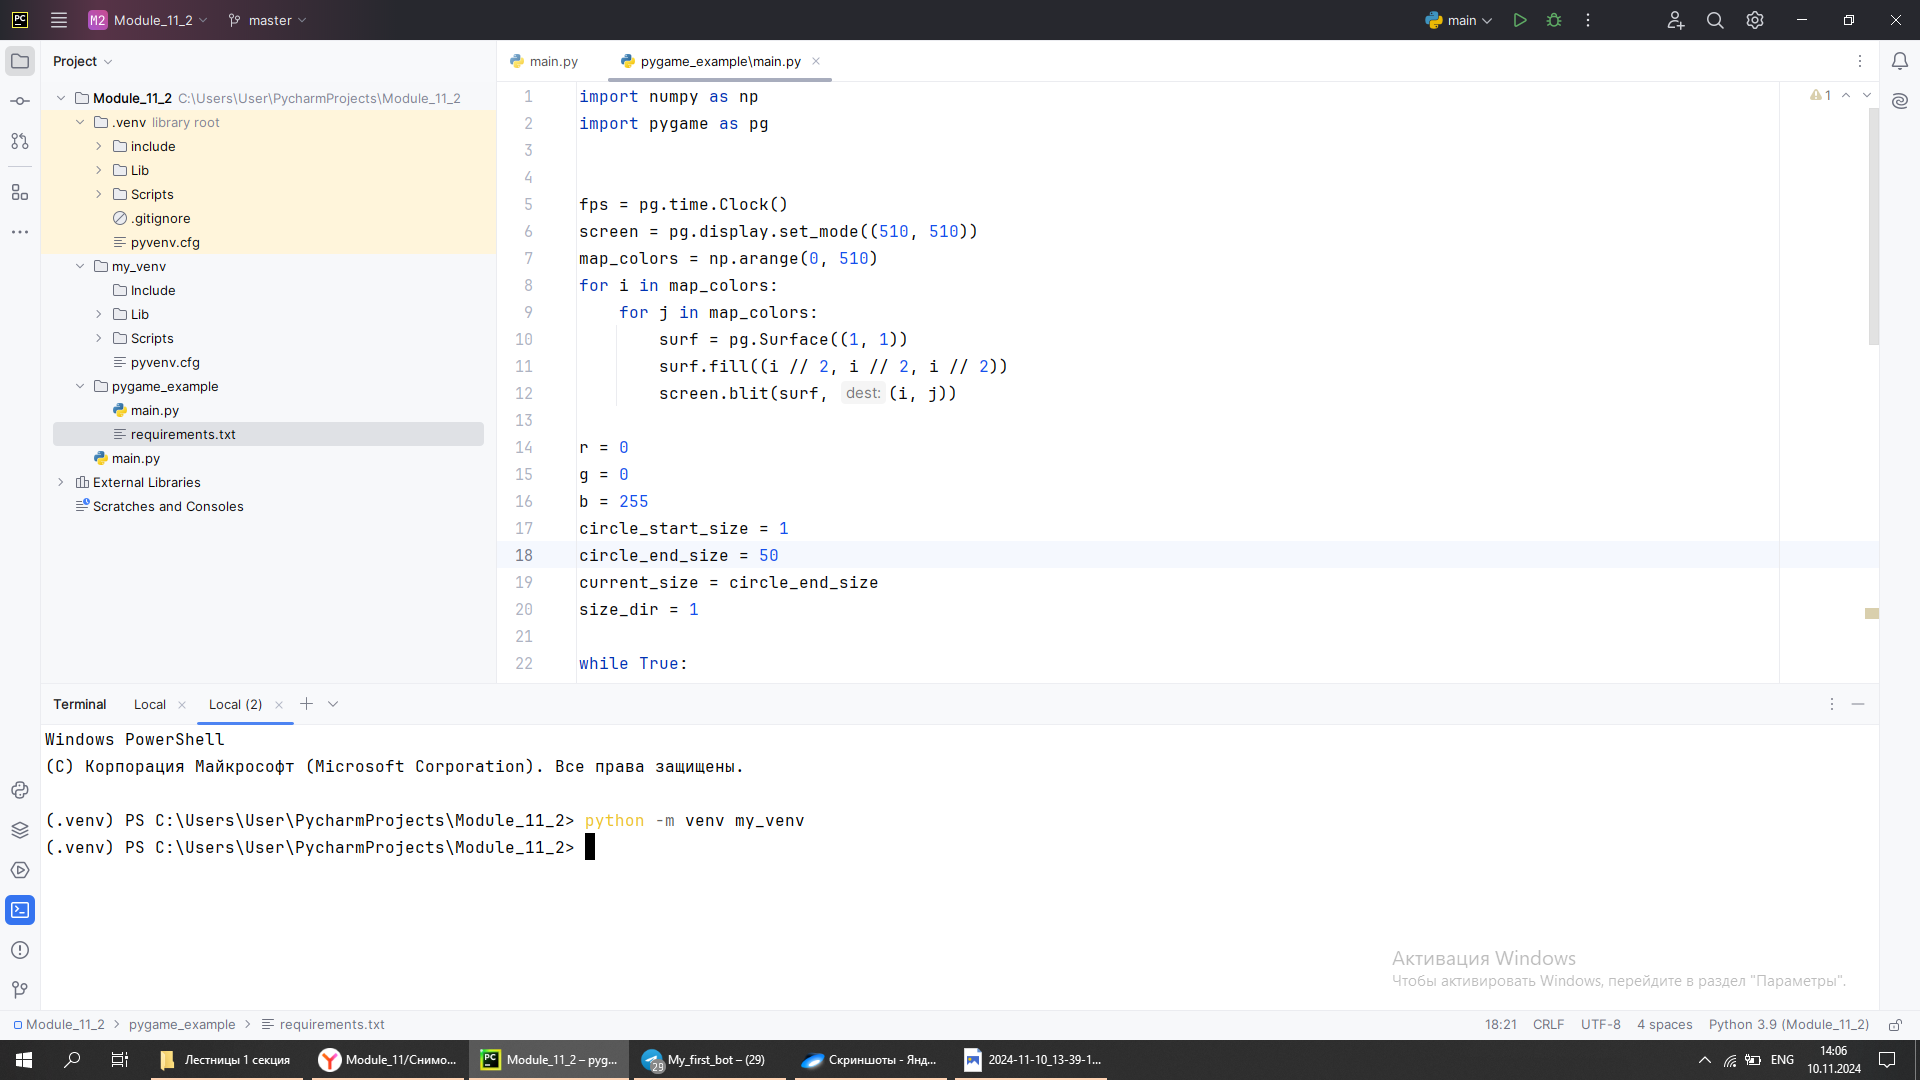 PC M2 Module_11_2 master main
Project
Module_11_2 C:\Users\User\PycharmProjects\Module_11_2
.venv library root
include
Lib
Scripts
.gitignore
pyvenv.cfg
my_venv
Include
Lib
Scripts
pyvenv.cfg
pygame_example
main.py
requirements.txt
main.py
External Libraries
Scratches and Consoles
main.py pygame_example\main.py
1
1 import numpy as np
2 import pygame as pg
3
4
5 fps = pg.time.Clock()
6 screen = pg.display.set_mode((510, 510))
7 map_colors = np.arange(0, 510)
8 for i in map_colors:
9 for j in map_colors:
10 surf = pg.Surface((1, 1))
11 surf.fill((i // 2, i // 2, i // 2))
12 screen.blit(surf, dest: (i, j))
13
14 r = 0
15 g = 0
16 b = 255
17 circle_start_size = 1
18 circle_end_size = 50
19 current_size = circle_end_size
20 size_dir = 1
21
22 while True:
Terminal Local Local (2)
Windows PowerShell
(C) Корпорация Майкрософт (Microsoft Corporation). Все права защищены.
(.venv) PS C:\Users\User\PycharmProjects\Module_11_2> python -m venv my_venv
(.venv) PS C:\Users\User\PycharmProjects\Module_11_2>
Активация Windows
Чтобы активировать Windows, перейдите в раздел "Параметры".
Module_11_2 pygame_example requirements.txt 18:21 CRLF UTF-8 4 spaces Python 3.9 (Module_11_2)
Лестницы 1 секция Module_11/Снимо... PC Module_11_2 – pyg... 29 My_first_bot – (29) Скриншоты - Янд... 2024-11-10_13-39-1... ENG 14:06
10.11.2024